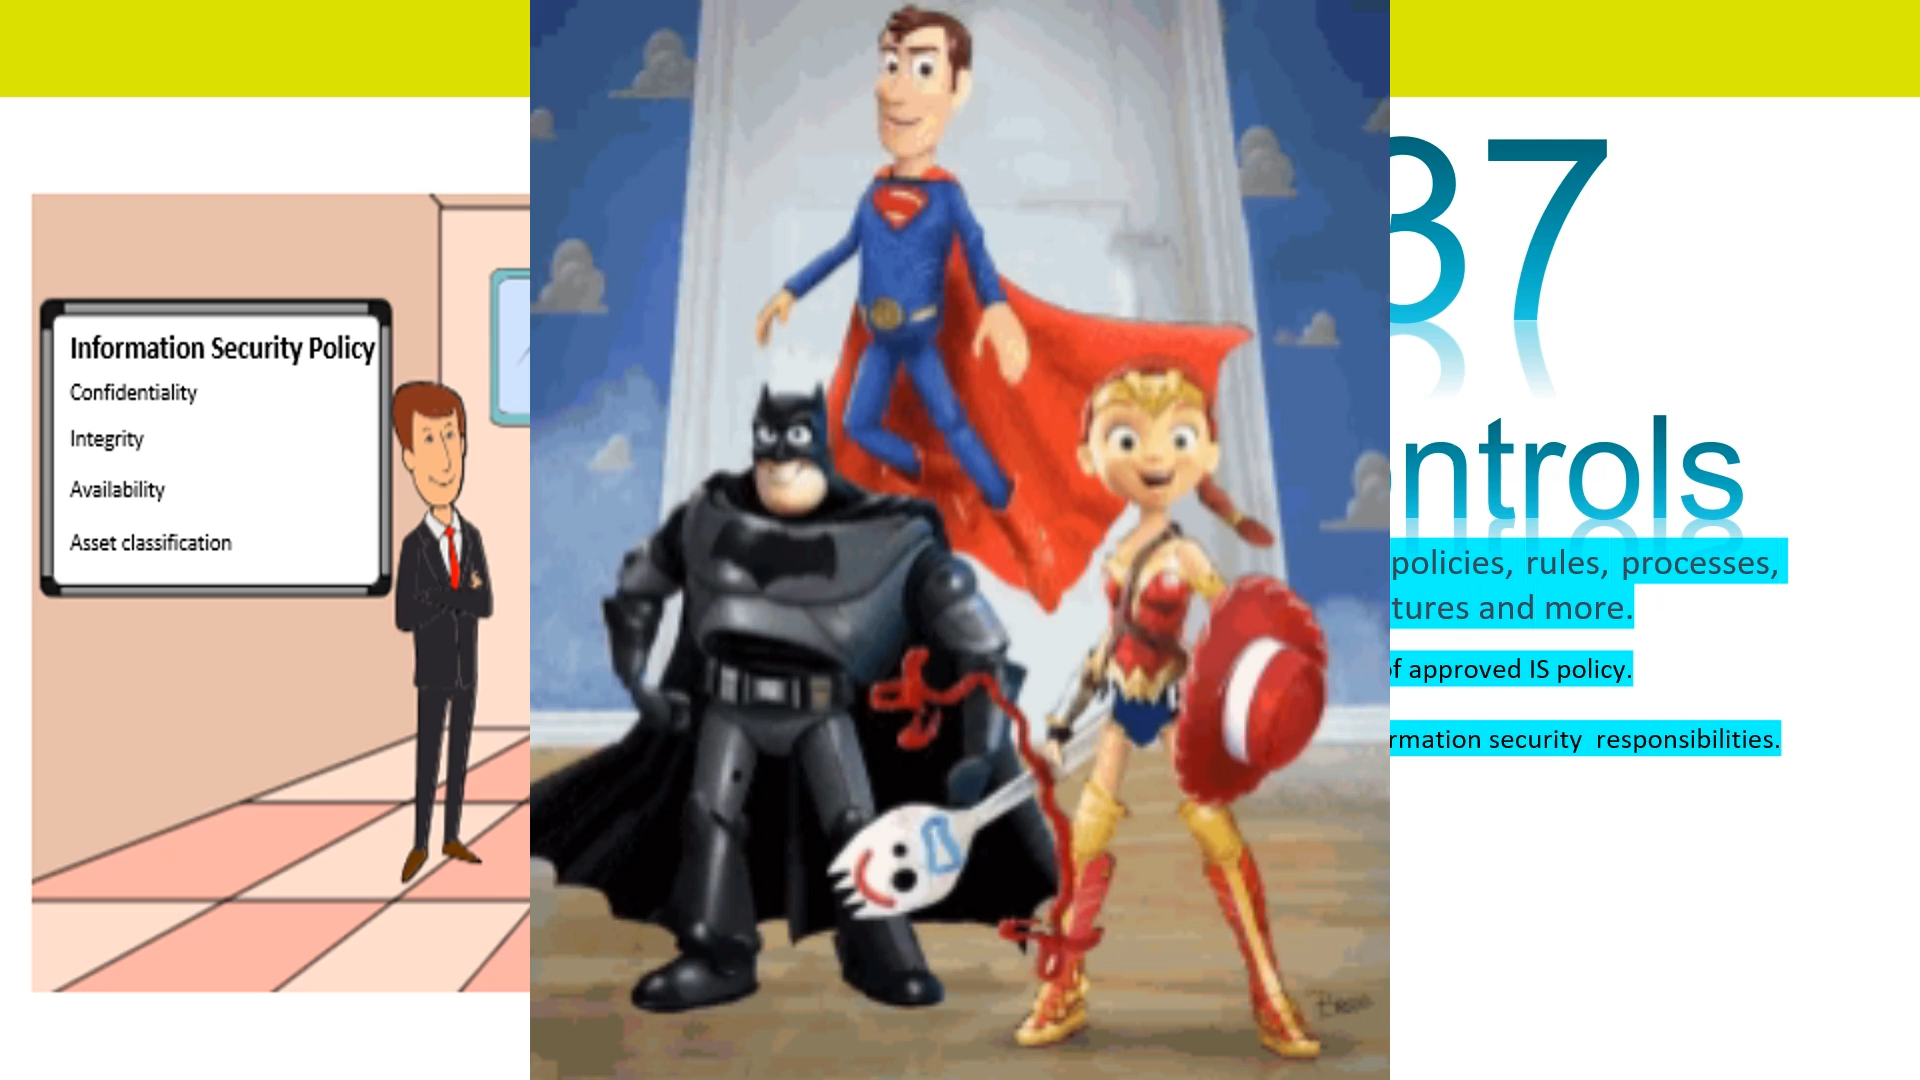 Information Security Policy
Confidentiality
Integrity
Availability
Asset classification
37
ntrols
policies, rules, processes,
tures and more.
of approved IS policy.
rmation security responsibilities.